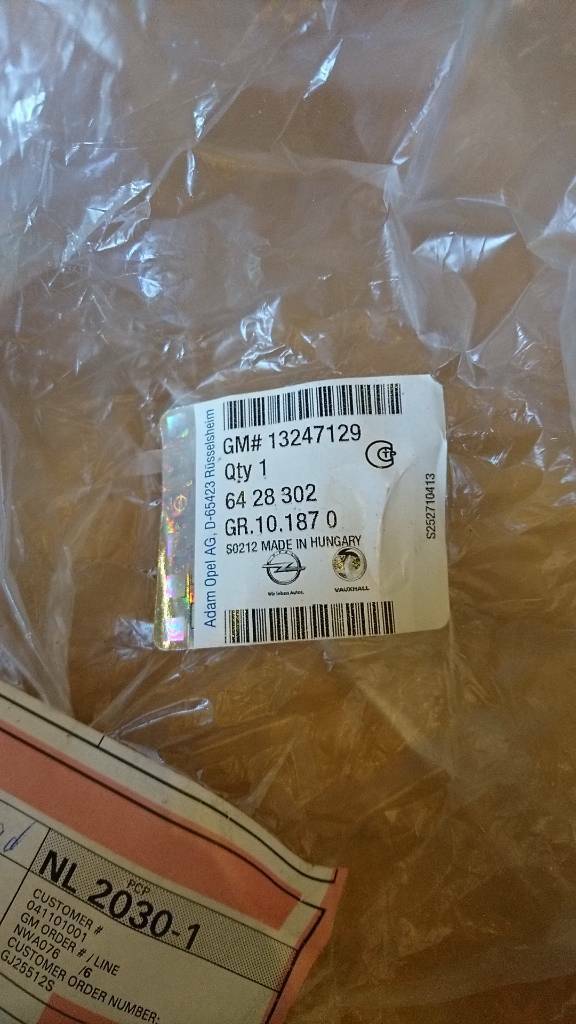 Adam Opel AG, D-65423 Rüsselsheim
GM# 13247129
Qty 1
64 28 302
GR.10.187 0
S0212 MADE IN HUNGARY
Wir leben Autos.
VAUXHALL
S252710413
PCP
NL 2030-1
CUSTOMER #
041101001
GM ORDER # / LINE
NWA076 /6
CUSTOMER ORDER NUMBER:
GJ25512S